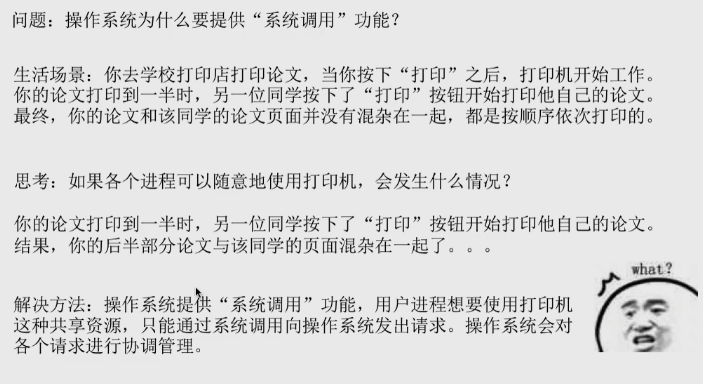 问题：操作系统为什么要提供“系统调用”功能？
生活场景：你去学校打印店打印论文，当你按下“打印”之后，打印机开始工作。
你的论文打印到一半时，另一位同学按下了“打印”按钮开始打印他自己的论文。
最终，你的论文和该同学的论文页面并没有混杂在一起，都是按顺序依次打印的。
思考：如果各个进程可以随意地使用打印机，会发生什么情况？
你的论文打印到一半时，另一位同学按下了“打印”按钮开始打印他自己的论文。
结果，你的后半部分论文与该同学的页面混杂在一起了。。。
what?
解决方法：操作系统提供“系统调用”功能，用户进程想要使用打印机
这种共享资源，只能通过系统调用向操作系统发出请求。操作系统会对
各个请求进行协调管理。